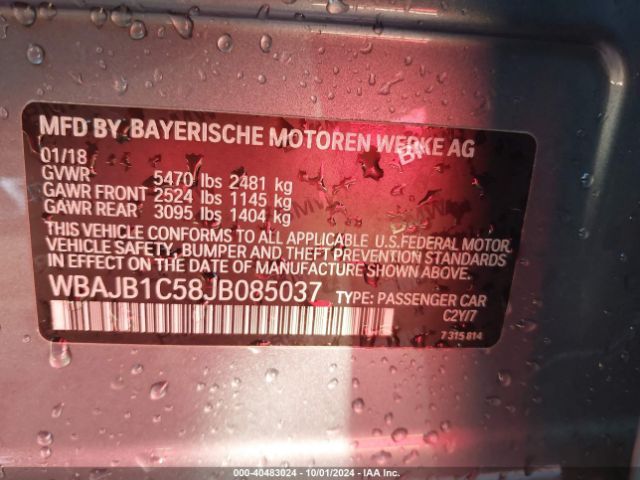 MFD BY BAYERISCHE MOTOREN WERKE AG
01/18
GVWR 5470 lbs 2481 kg
GAWR FRONT 2524 lbs 1145 kg
GAWR REAR 3095 lbs 1404 kg
THIS VEHICLE CONFORMS TO ALL APPLICABLE U.S.FEDERAL MOTOR
VEHICLE SAFETY, BUMPER AND THEFT PREVENTION STANDARDS
IN EFFECT ON THE DATE OF MANUFACTURE SHOWN ABOVE.
WBAJB1C58JB085037 TYPE: PASSENGER CAR
C2Y/7
7 315 814
000-40483024 | 10/01/2024 | IAA Inc.